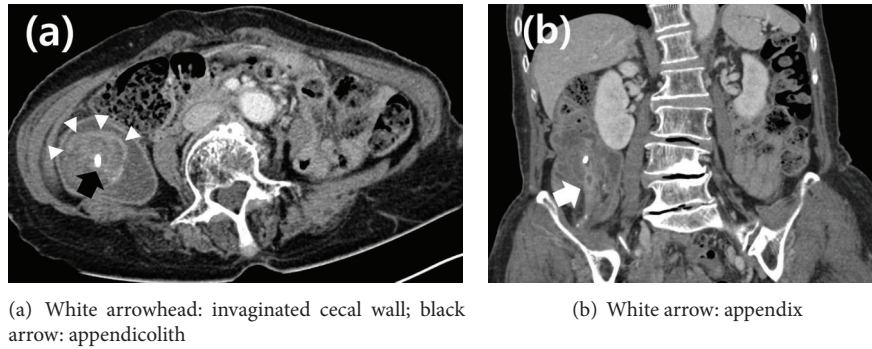 (a)
(b)
(a) White arrowhead: invaginated cecal wall; black
arrow: appendicolith
(b) White arrow: appendix